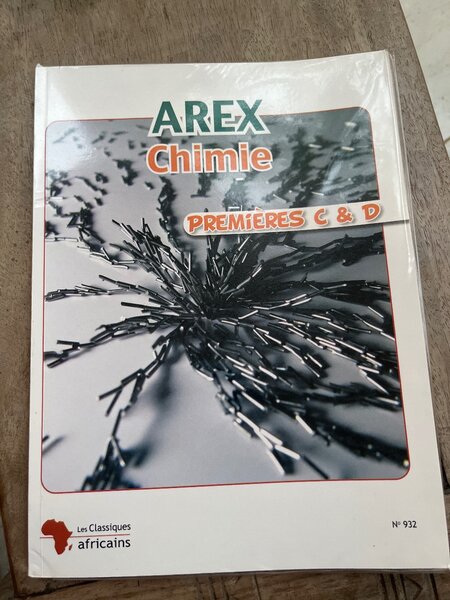 AREX
Chimie
PREMIÈRES C & D
Les Classiques
africains
N° 932